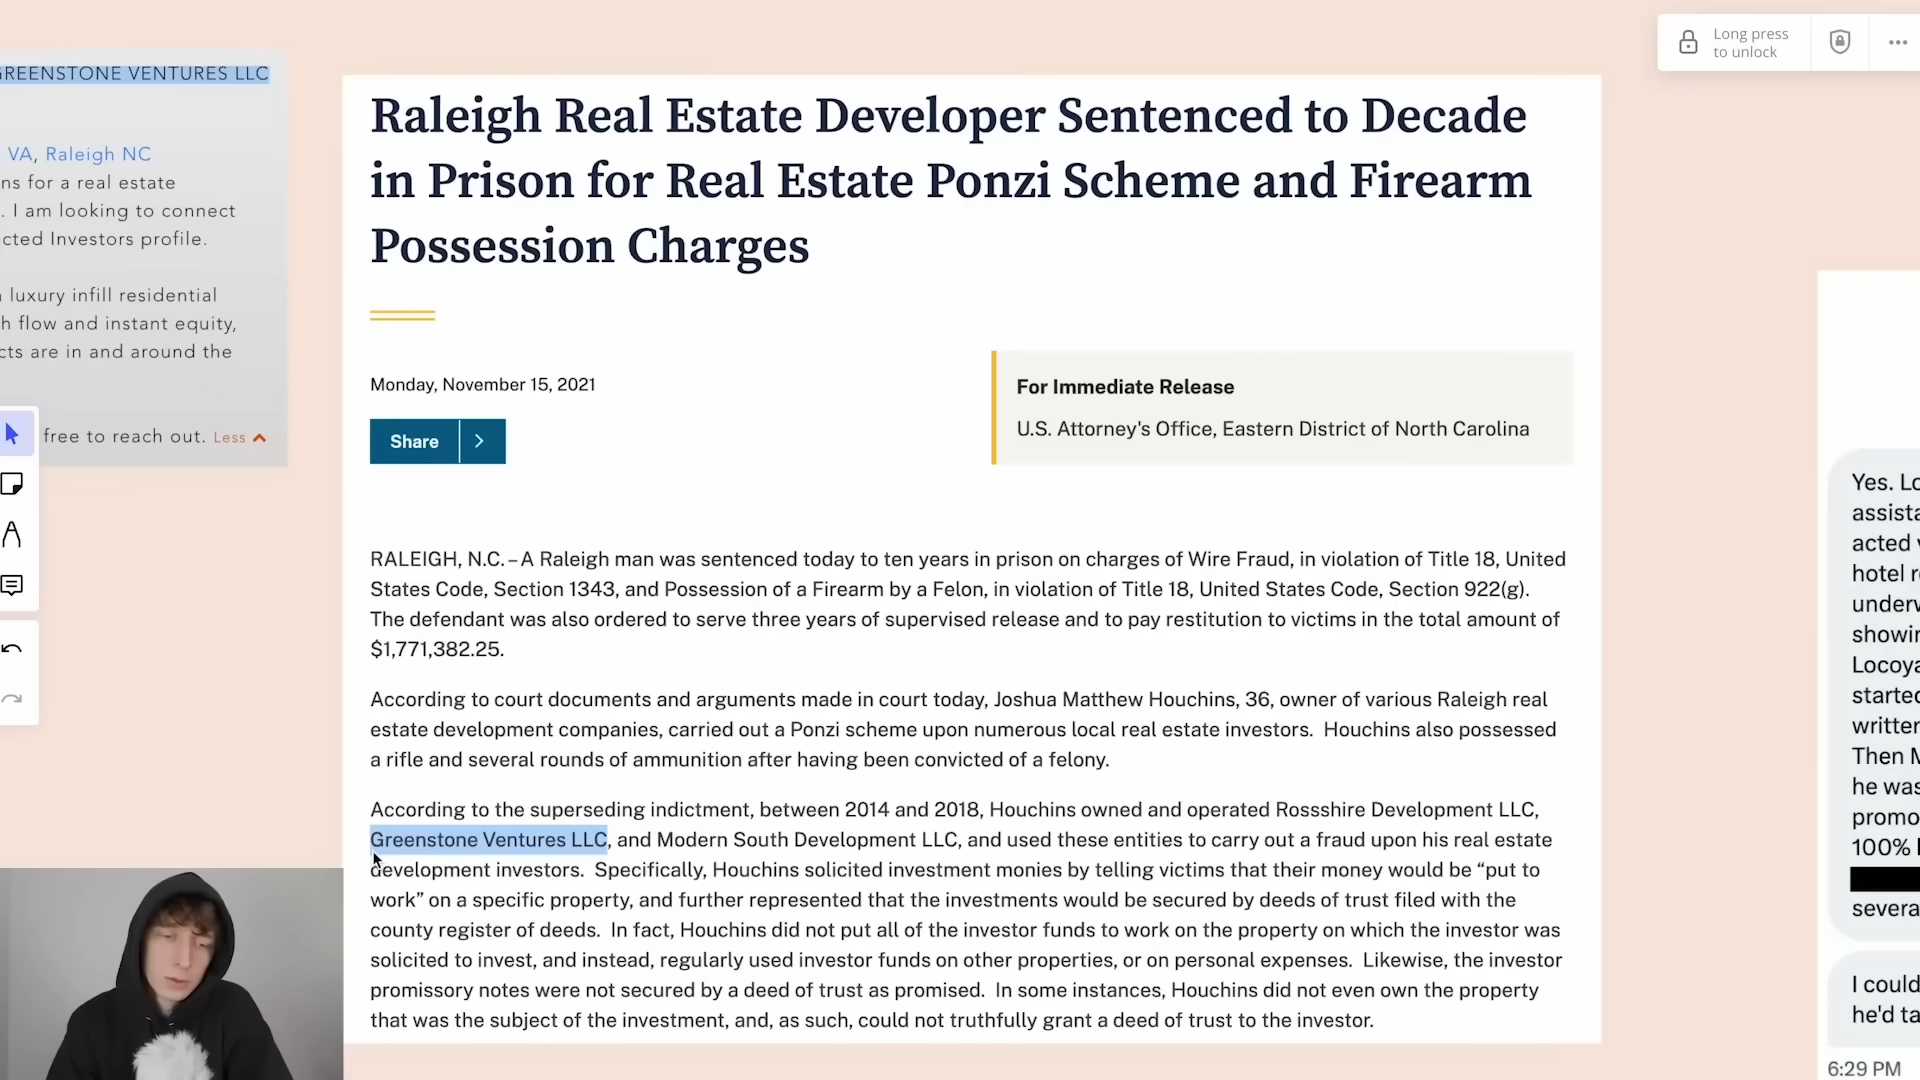 GREENSTONE VENTURES LLC
VA, Raleigh NC
ns for a real estate
. I am looking to connect
cted Investors profile.
luxury infill residential
h flow and instant equity,
cts are in and around the
free to reach out. Less
Raleigh Real Estate Developer Sentenced to Decade
in Prison for Real Estate Ponzi Scheme and Firearm
Possession Charges
Monday, November 15, 2021
Share
For Immediate Release
U.S. Attorney's Office, Eastern District of North Carolina
RALEIGH, N.C. – A Raleigh man was sentenced today to ten years in prison on charges of Wire Fraud, in violation of Title 18, United
States Code, Section 1343, and Possession of a Firearm by a Felon, in violation of Title 18, United States Code, Section 922(g).
The defendant was also ordered to serve three years of supervised release and to pay restitution to victims in the total amount of
$1,771,382.25.
According to court documents and arguments made in court today, Joshua Matthew Houchins, 36, owner of various Raleigh real
estate development companies, carried out a Ponzi scheme upon numerous local real estate investors.  Houchins also possessed
a rifle and several rounds of ammunition after having been convicted of a felony.
According to the superseding indictment, between 2014 and 2018, Houchins owned and operated Rossshire Development LLC,
Greenstone Ventures LLC, and Modern South Development LLC, and used these entities to carry out a fraud upon his real estate
development investors.  Specifically, Houchins solicited investment monies by telling victims that their money would be “put to
work” on a specific property, and further represented that the investments would be secured by deeds of trust filed with the
county register of deeds.  In fact, Houchins did not put all of the investor funds to work on the property on which the investor was
solicited to invest, and instead, regularly used investor funds on other properties, or on personal expenses.  Likewise, the investor
promissory notes were not secured by a deed of trust as promised.  In some instances, Houchins did not even own the property
that was the subject of the investment, and, as such, could not truthfully grant a deed of trust to the investor.
Long press
to unlock
Yes. Lo
assista
acted
hotel r
under
showin
Locoya
started
written
Then M
he was
promo
100%
severa
I could
he'd ta
6:29 PM